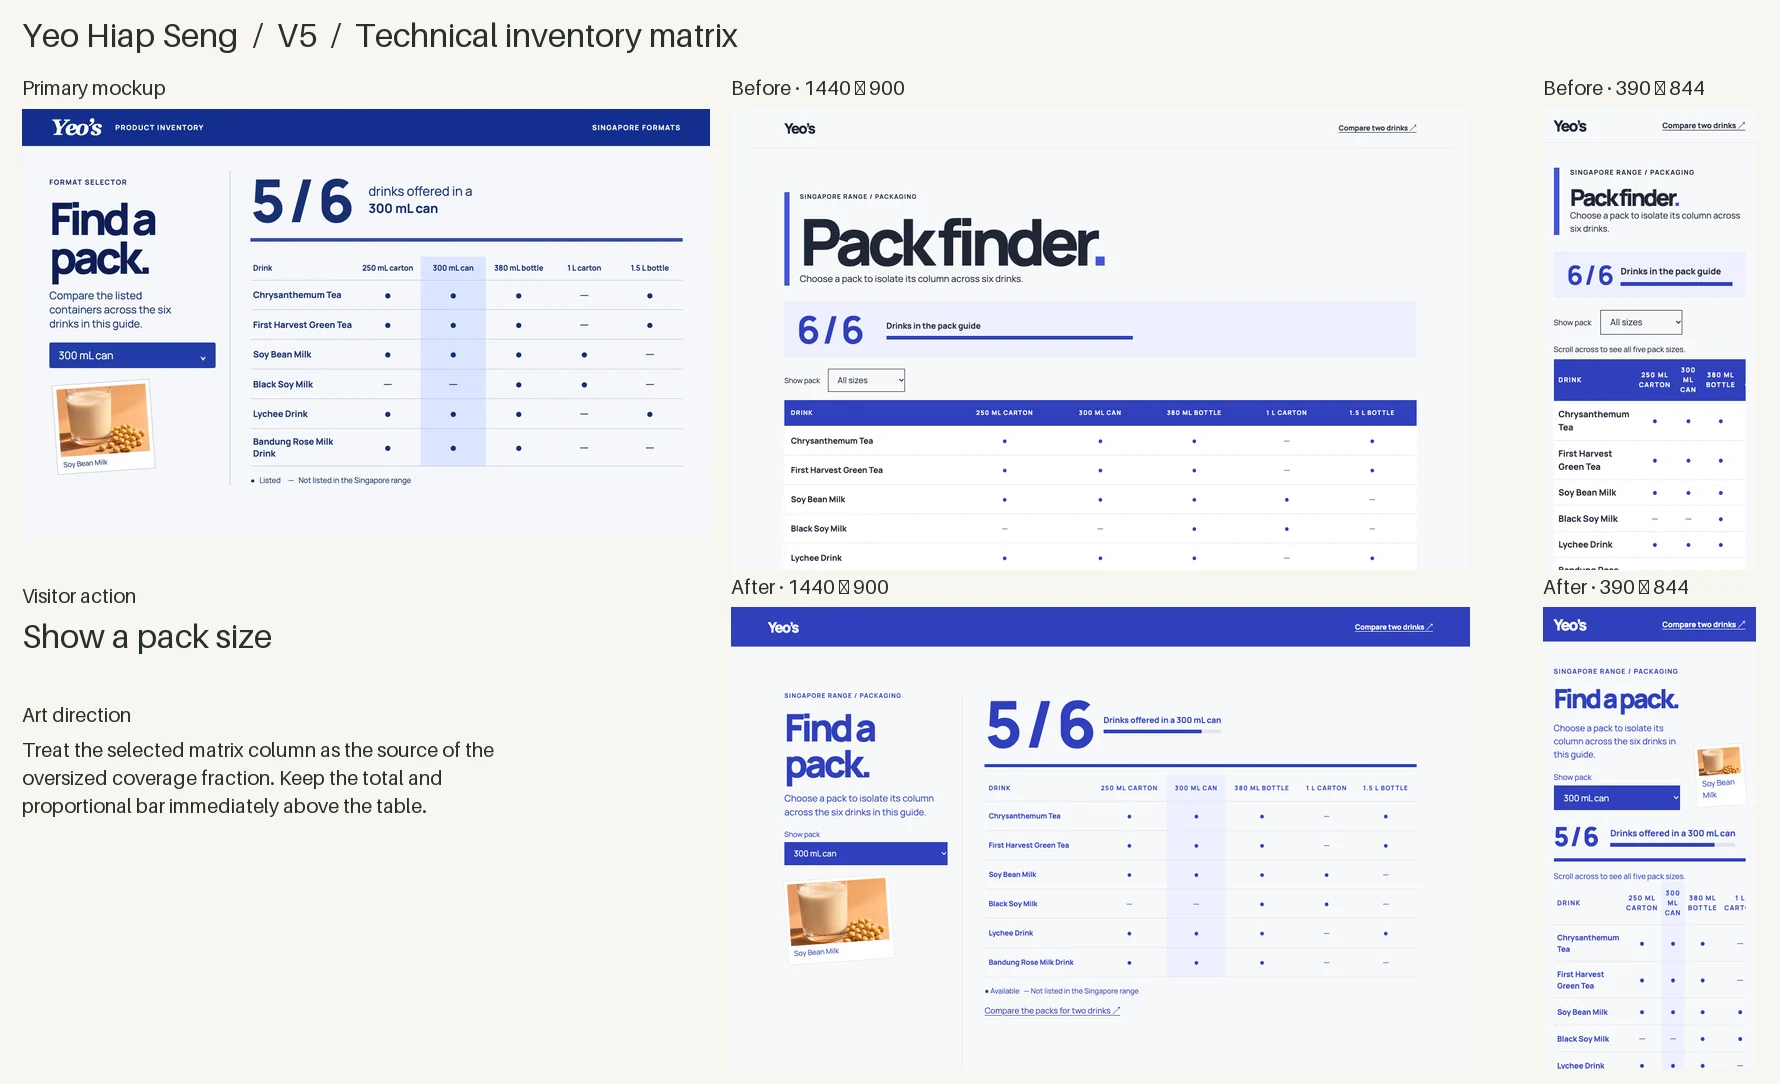 Yeo Hiap Seng / V5 / Technical inventory matrix
Primary mockup
Yeo's PRODUCT INVENTORY SINGAPORE FORMATS
FORMAT SELECTOR
Find a
pack.
Compare the listed
containers across the six
drinks in this guide.
300 mL can
Soy Bean Milk
5/6 drinks offered in a
300 mL can
Drink 250 mL carton 300 mL can 380 mL bottle 1 L carton 1.5 L bottle
Chrysanthemum Tea ● ● ● — ●
First Harvest Green Tea ● ● ● — ●
Soy Bean Milk ● ● ● ● —
Black Soy Milk — — ● ● —
Lychee Drink ● ● ● — ●
Bandung Rose Milk
Drink ● ● ● — —
● Listed — Not listed in the Singapore range
Visitor action
Show a pack size
Art direction
Treat the selected matrix column as the source of the
oversized coverage fraction. Keep the total and
proportional bar immediately above the table.
Before · 1440 900
Yeo's Compare two drinks ↗
SINGAPORE RANGE / PACKAGING
Pack finder.
Choose a pack to isolate its column across six drinks.
6/6 Drinks in the pack guide
Show pack All sizes
DRINK 250 ML CARTON 300 ML CAN 380 ML BOTTLE 1 L CARTON 1.5 L BOTTLE
Chrysanthemum Tea ● ● ● — ●
First Harvest Green Tea ● ● ● — ●
Soy Bean Milk ● ● ● ● —
Black Soy Milk — — ● ● —
Lychee Drink ● ● ● — ●
Before · 390 844
Yeo's Compare two drinks ↗
SINGAPORE RANGE / PACKAGING
Pack finder.
Choose a pack to isolate its column across
six drinks.
6/6 Drinks in the pack guide
Show pack All sizes
Scroll across to see all five pack sizes.
DRINK 250 ML CARTON 300 ML CAN 380 ML BOTTLE
Chrysanthemum
Tea ● ● ●
First Harvest
Green Tea ● ● ●
Soy Bean Milk ● ● ●
Black Soy Milk — — ●
Lychee Drink ● ● ●
Bandung Rose
After · 1440 900
Yeo's Compare two drinks ↗
SINGAPORE RANGE / PACKAGING
Find a
pack.
Choose a pack to isolate its column
across the six drinks in this guide.
Show pack
300 mL can
Soy Bean Milk
5/6 Drinks offered in a 300 mL can
DRINK 250 ML CARTON 300 ML CAN 380 ML BOTTLE 1 L CARTON 1.5 L BOTTLE
Chrysanthemum Tea ● ● ● — ●
First Harvest Green Tea ● ● ● — ●
Soy Bean Milk ● ● ● ● —
Black Soy Milk — — ● ● —
Lychee Drink ● ● ● — ●
Bandung Rose Milk Drink ● ● ● — —
● Available — Not listed in the Singapore range
Compare the packs for two drinks ↗
After · 390 844
Yeo's Compare two drinks ↗
SINGAPORE RANGE / PACKAGING
Find a pack.
Choose a pack to isolate its
column across the six drinks in
this guide.
Show pack
300 mL can
Soy Bean
Milk
5/6 Drinks offered in a 300 mL can
Scroll across to see all five pack sizes.
DRINK 250 ML CARTON 300 ML CAN 380 ML BOTTLE 1 L CART
Chrysanthemum
Tea ● ● ● —
First Harvest
Green Tea ● ● ● —
Soy Bean Milk ● ● ● ●
Black Soy Milk — — ● ●
Lychee Drink ● ● ● —